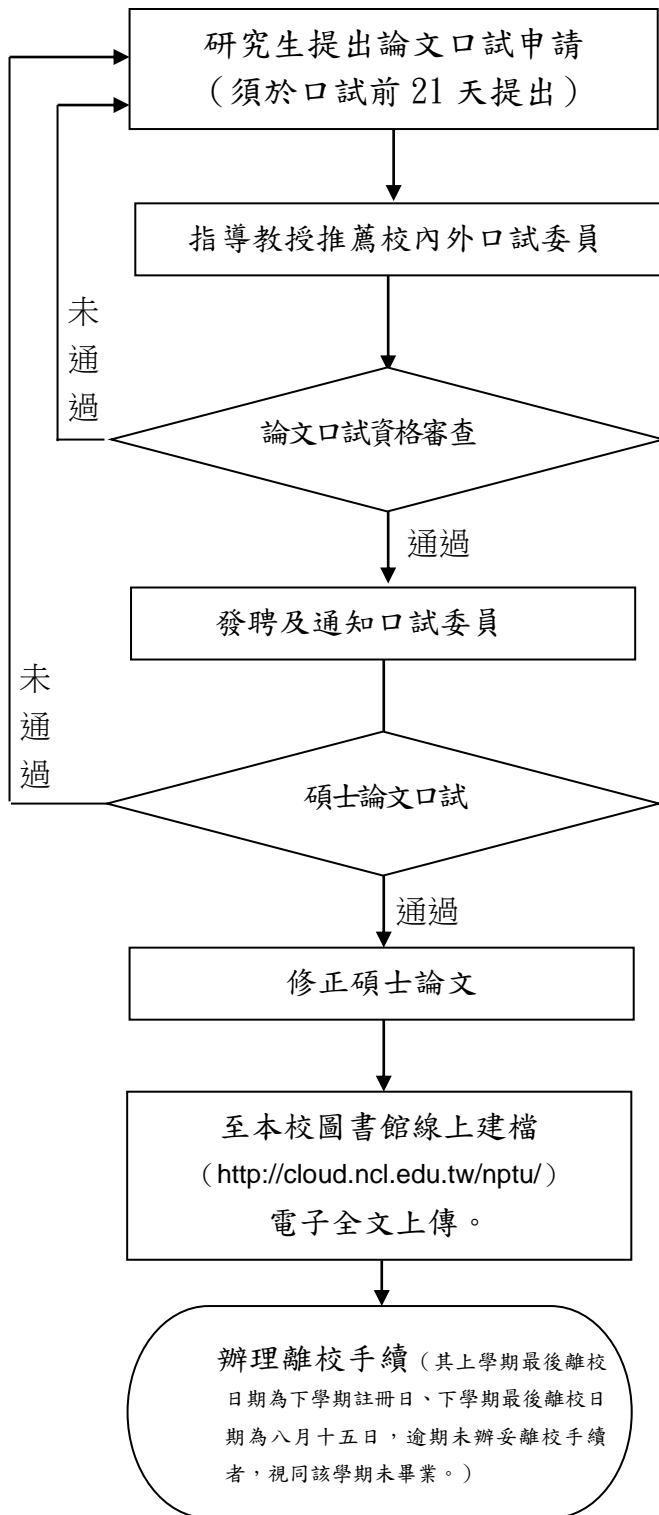 研究生提出論文口試申請
（須於口試前 21 天提出）
指導教授推薦校內外口試委員
未
通
過
論文口試資格審查
通過
發聘及通知口試委員
未
通
過
碩士論文口試
通過
修正碩士論文
至本校圖書館線上建檔
（http://cloud.ncl.edu.tw/nptu/）
電子全文上傳。
辦理離校手續（其上學期最後離校
日期為下學期註冊日、下學期最後離校日
期為八月十五日，逾期未辦妥離校手續
者，視同該學期未畢業。）